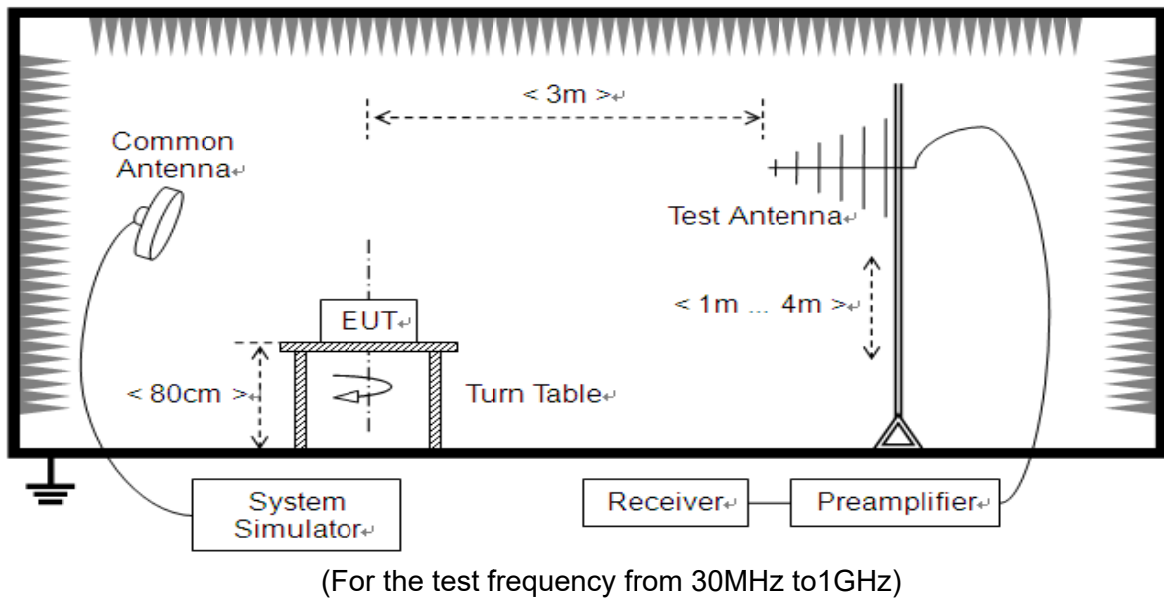 < 3m >↵
Common
Antenna↵
Test Antenna↵
< 1m ... 4m >↵
EUT↵
< 80cm >↵
Turn Table↵
System
Simulator↵
Receiver↵
Preamplifier↵
(For the test frequency from 30MHz to1GHz)